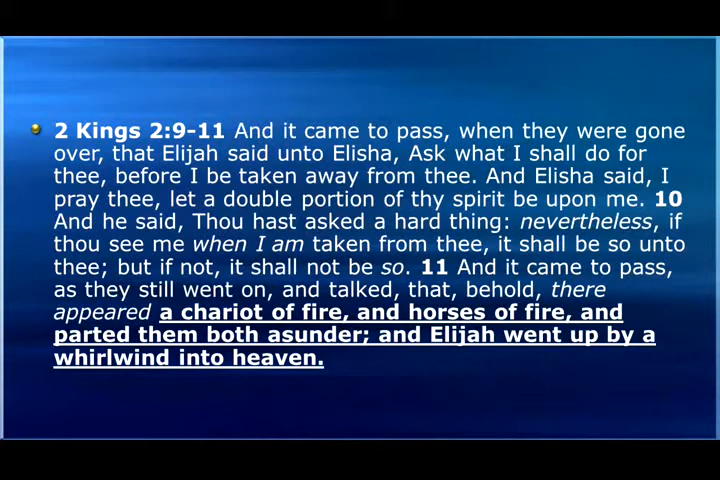 2 Kings 2:9-11 And it came to pass, when they were gone
over, that Elijah said unto Elisha, Ask what I shall do for
thee, before I be taken away from thee. And Elisha said, I
pray thee, let a double portion of thy spirit be upon me. 10
And he said, Thou hast asked a hard thing: nevertheless, if
thou see me when I am taken from thee, it shall be so unto
thee; but if not, it shall not be so. 11 And it came to pass,
as they still went on, and talked, that, behold, there
appeared a chariot of fire, and horses of fire, and
parted them both asunder; and Elijah went up by a
whirlwind into heaven.